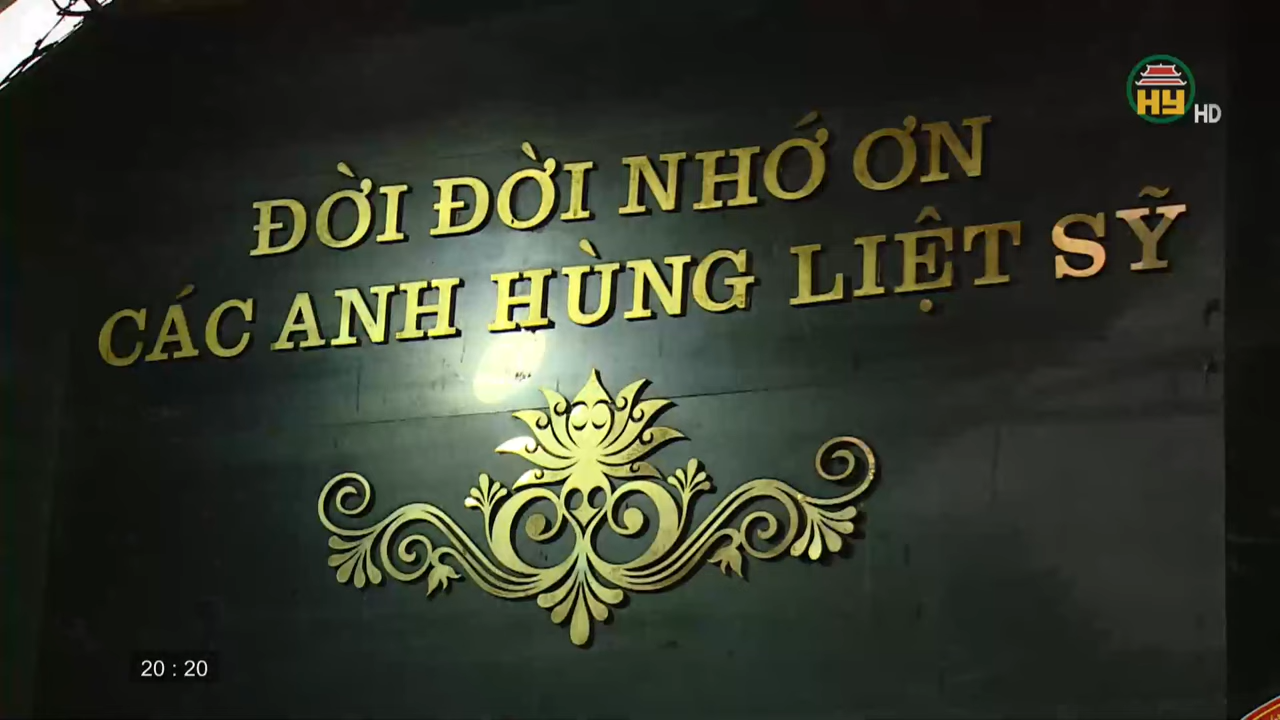 HY HD
ĐỜI ĐỜI NHỚ ƠN
CÁC ANH HÙNG LIỆT SỸ
20 : 20